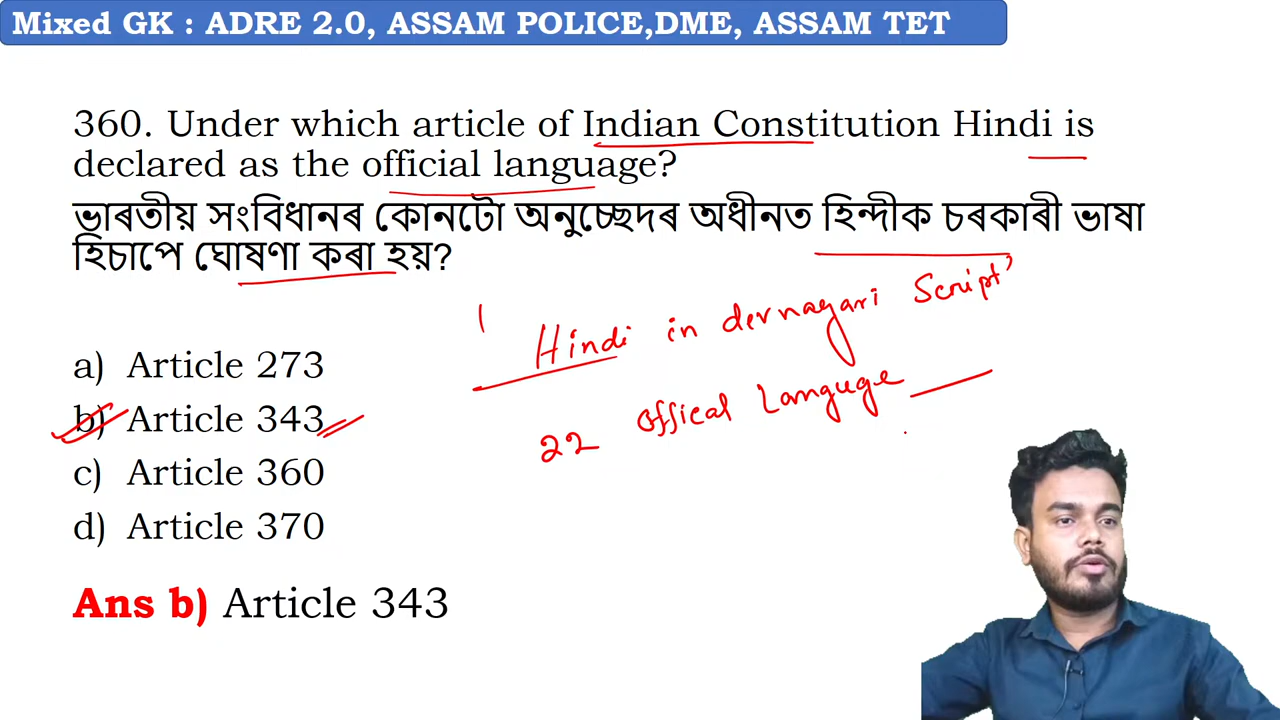 Mixed GK : ADRE 2.0, ASSAM POLICE,DME, ASSAM TET
360. Under which article of Indian Constitution Hindi is
declared as the official language?
ভাৰতীয় সংবিধানৰ কোনটো অনুচ্ছেদৰ অধীনত হিন্দীক চৰকাৰী ভাষা
হিচাপে ঘোষণা কৰা হয়?
Hindi in devnagari Script
22 offical Languge
a) Article 273
b) Article 343
c) Article 360
d) Article 370
Ans b) Article 343